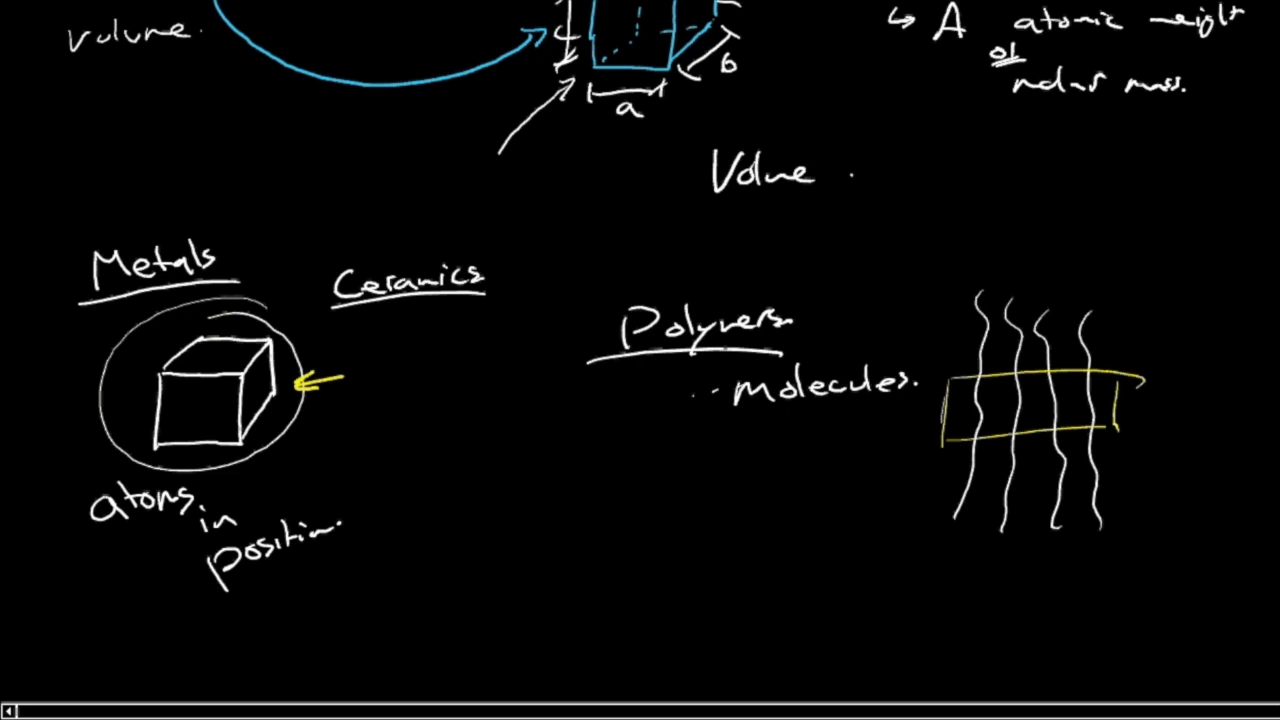 volume.
c
b
a
↳ A atomic weight
or
molar mass.
Volume .
Metals
Ceramics
Polymers
-- molecules.
atoms.
in
position.